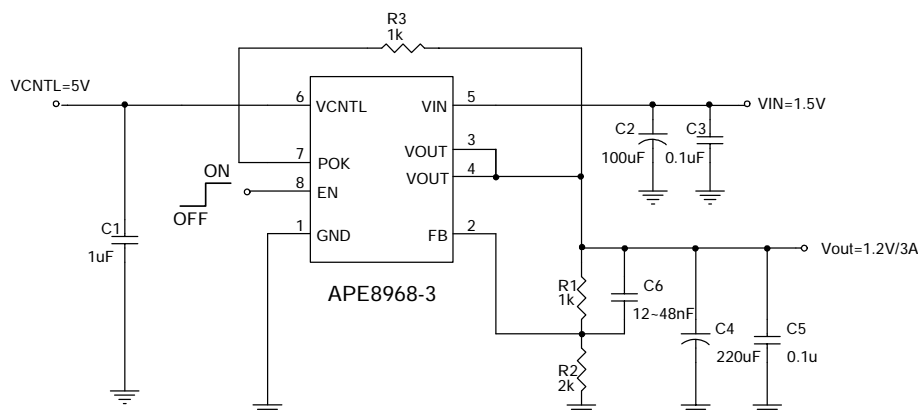 R3
1k
VCNTL=5V
6 VCNTL VIN 5
VIN=1.5V
C2 C3
100uF 0.1uF
3
VOUT
7 POK
VOUT 4
ON
8 EN
OFF
C1
1uF
1 GND FB 2
Vout=1.2V/3A
APE8968-3
R1
1k
C6
12~48nF
C4 C5
220uF 0.1u
R2
2k